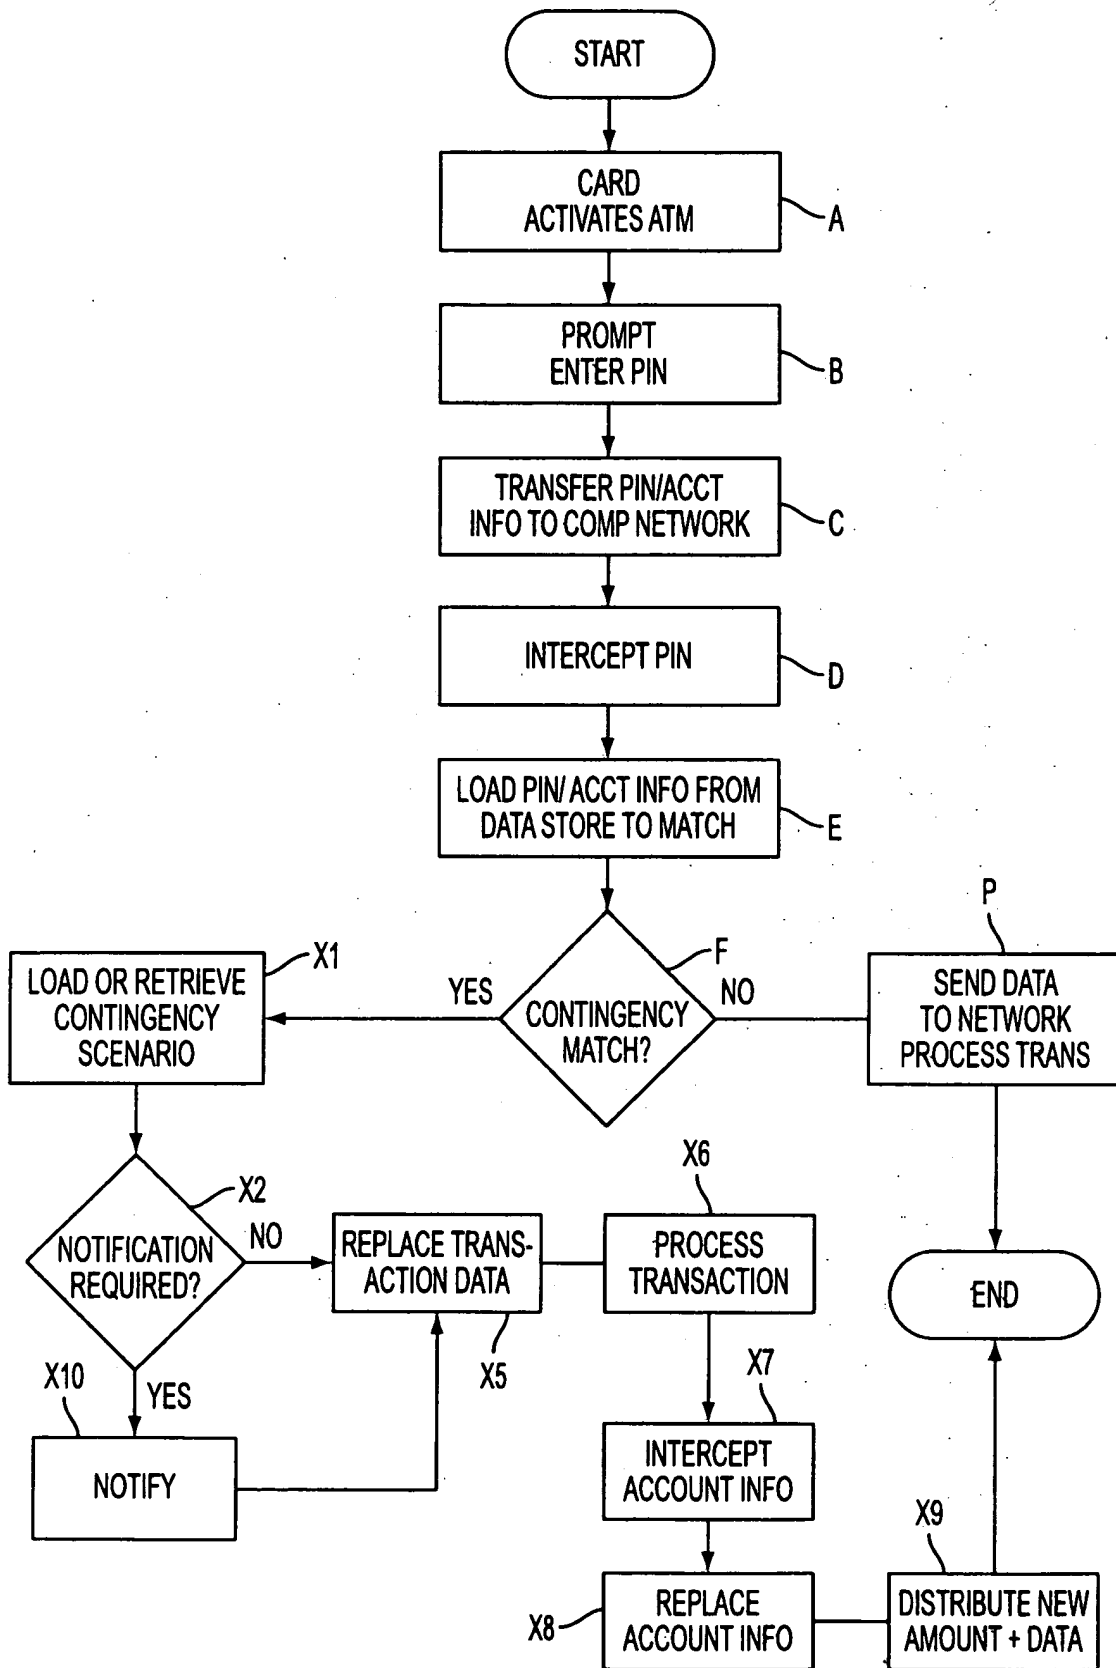 START
CARD
ACTIVATES ATM
A
PROMPT
ENTER PIN
B
TRANSFER PIN/ACCT
INFO TO COMP NETWORK
C
INTERCEPT PIN
D
LOAD PIN/ ACCT INFO FROM
DATA STORE TO MATCH
E
CONTINGENCY
MATCH?
F
YES
NO
P
SEND DATA
TO NETWORK
PROCESS TRANS
END
X1
LOAD OR RETRIEVE
CONTINGENCY
SCENARIO
X2
NOTIFICATION
REQUIRED?
NO
YES
X10
NOTIFY
REPLACE TRANS-
ACTION DATA
X5
X6
PROCESS
TRANSACTION
X7
INTERCEPT
ACCOUNT INFO
X8
REPLACE
ACCOUNT INFO
X9
DISTRIBUTE NEW
AMOUNT + DATA